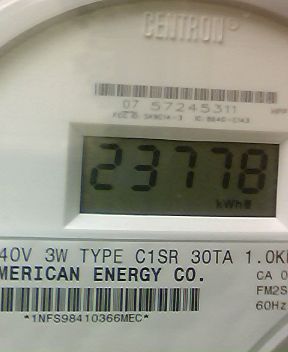 CENTRON®
07 57245311
23778
kWh
40V 3W TYPE C1SR 30TA 1.0K
MERICAN ENERGY CO.
CA 0
FM2S
60Hz
*1NFS98410366MEC*